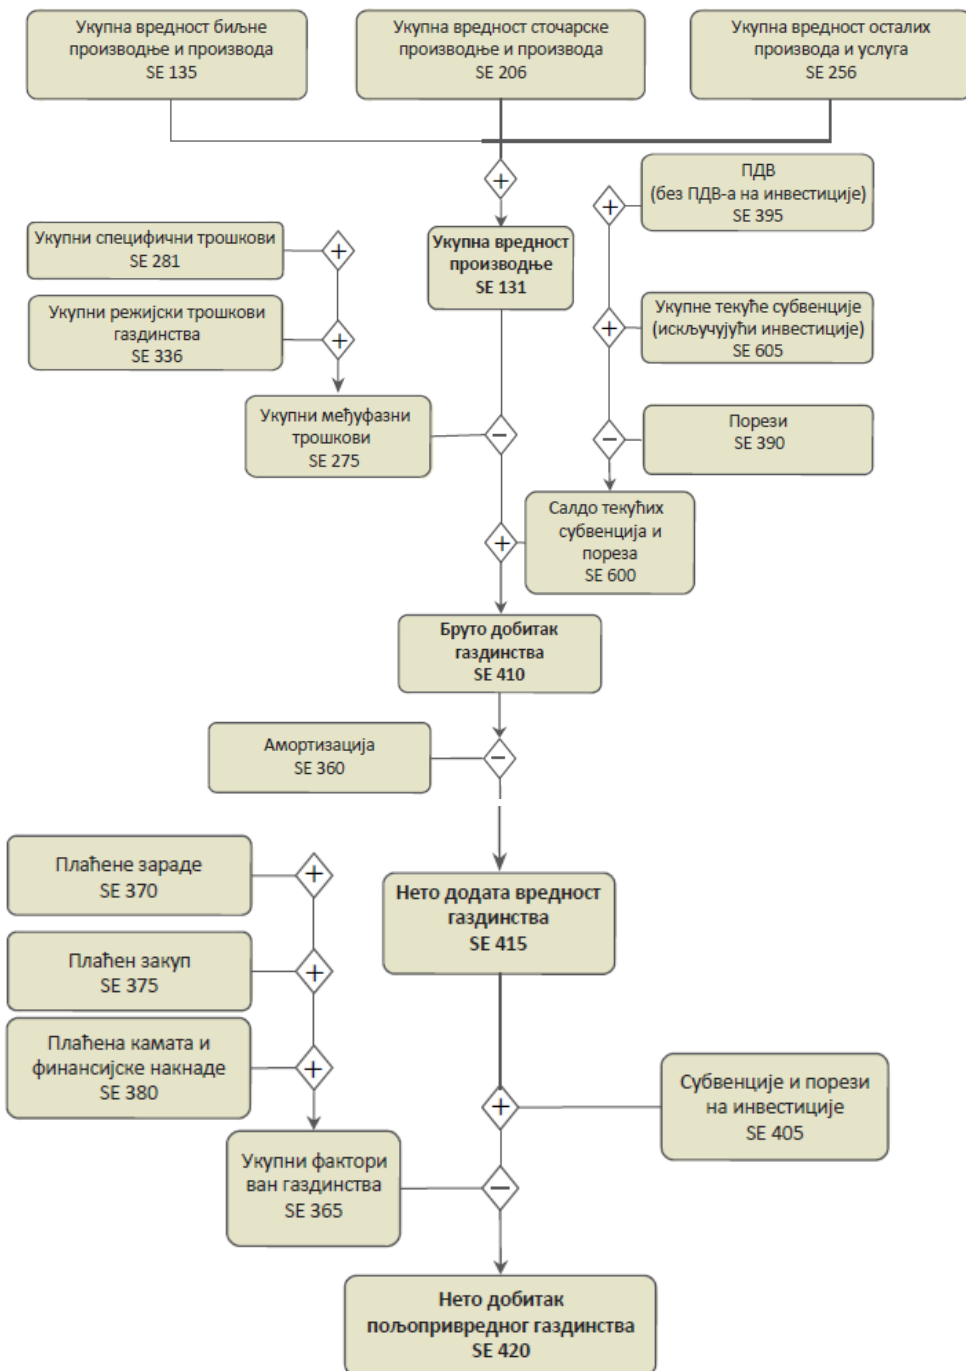 Укупна вредност биљне
производње и производа
SE 135
Укупна вредност сточарске
производње и производа
SE 206
Укупна вредност осталих
производа и услуга
SE 256
+
ПДВ
(без ПДВ-а на инвестиције)
SE 395
+
Укупни специфични трошкови
SE 281
+
Укупна вредност
производње
SE 131
Укупни режијски трошкови
газдинства
SE 336
+
Укупне текуће субвенције
(искључујући инвестиције)
SE 605
+
Укупни међуфазни
трошкови
SE 275
−
Порези
SE 390
−
Салдо текућих
субвенција и
пореза
SE 600
+
Бруто добитак
газдинства
SE 410
Амортизација
SE 360
−
Плаћене зараде
SE 370
+
Нето додата вредност
газдинства
SE 415
Плаћен закуп
SE 375
+
Плаћена камата и
финансијске накнаде
SE 380
+
Субвенције и порези
на инвестиције
SE 405
+
Укупни фактори
ван газдинства
SE 365
−
Нето добитак
пољопривредног газдинства
SE 420